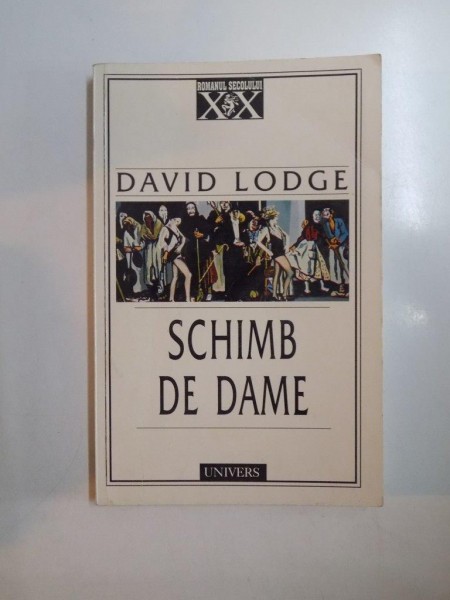 ROMANUL SECOLULUI
XX
DAVID LODGE
SCHIMB
DE DAME
UNIVERS